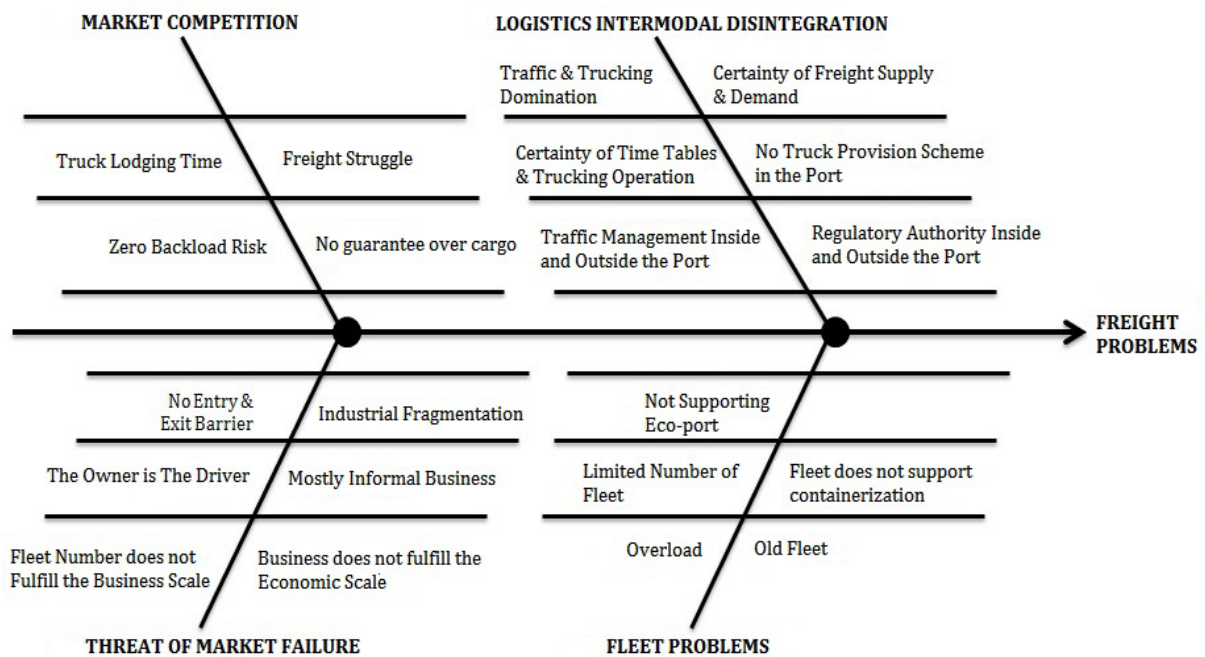 MARKET COMPETITION
LOGISTICS INTERMODAL DISINTEGRATION
Traffic & Trucking
Domination
Certainty of Freight Supply
& Demand
Truck Lodging Time
Freight Struggle
Certainty of Time Tables
& Trucking Operation
No Truck Provision Scheme
in the Port
Zero Backload Risk
No guarantee over cargo
Traffic Management Inside
and Outside the Port
Regulatory Authority Inside
and Outside the Port
FREIGHT
PROBLEMS
No Entry &
Exit Barrier
Industrial Fragmentation
Not Supporting
Eco-port
The Owner is The Driver
Mostly Informal Business
Limited Number of
Fleet
Fleet does not support
containerization
Fleet Number does not
Fulfill the Business Scale
Business does not fulfill the
Economic Scale
Overload
Old Fleet
THREAT OF MARKET FAILURE
FLEET PROBLEMS